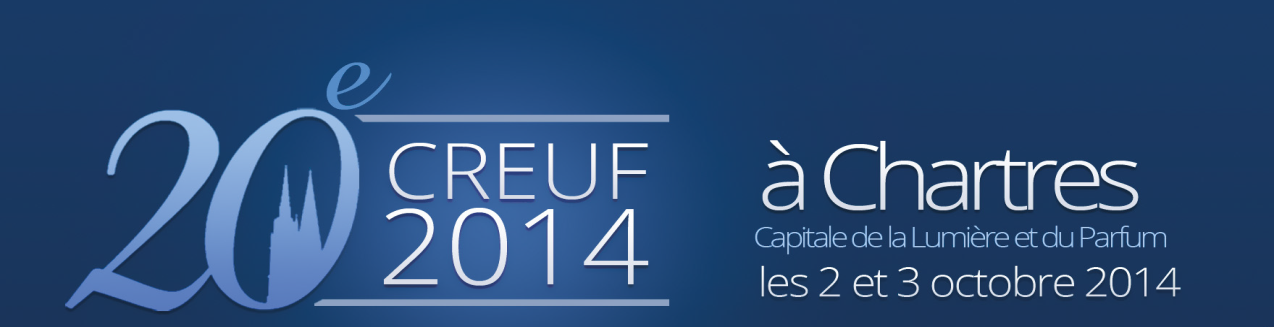 20e
CREUF
2014
à Chartres
Capitale de la Lumière et du Parfum
les 2 et 3 octobre 2014